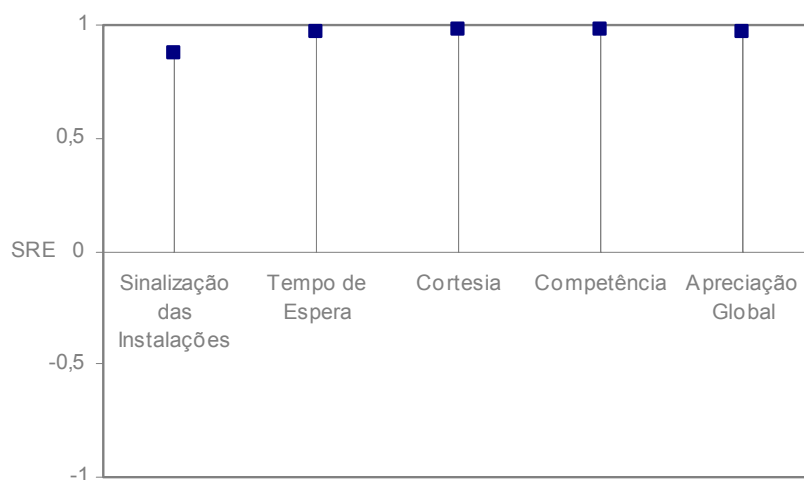 1
0,5
SRE 0
Sinalização das Instalações
Tempo de Espera
Cortesia
Competência
Apreciação Global
-0,5
-1